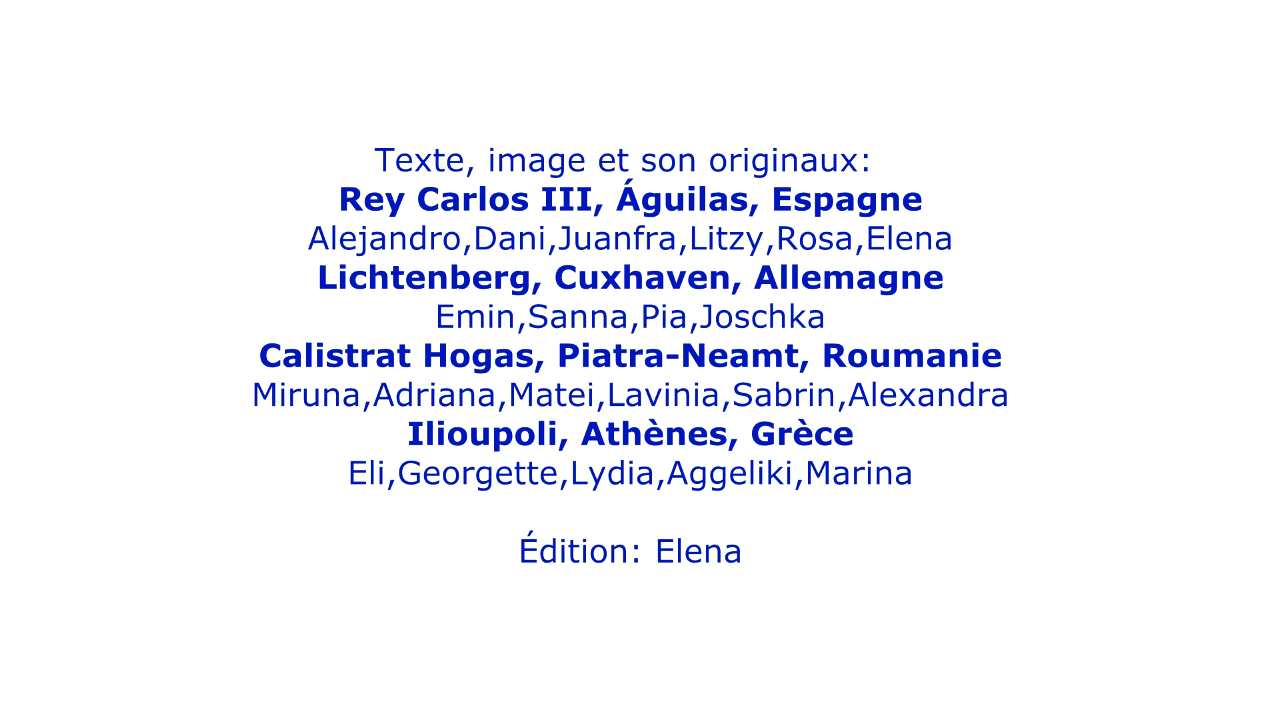 Texte, image et son originaux:
Rey Carlos III, Águilas, Espagne
Alejandro,Dani,Juanfra,Litzy,Rosa,Elena
Lichtenberg, Cuxhaven, Allemagne
Emin,Sanna,Pia,Joschka
Calistrat Hogas, Piatra-Neamt, Roumanie
Miruna,Adriana,Matei,Lavinia,Sabrin,Alexandra
Ilioupoli, Athènes, Grèce
Eli,Georgette,Lydia,Aggeliki,Marina
Édition: Elena